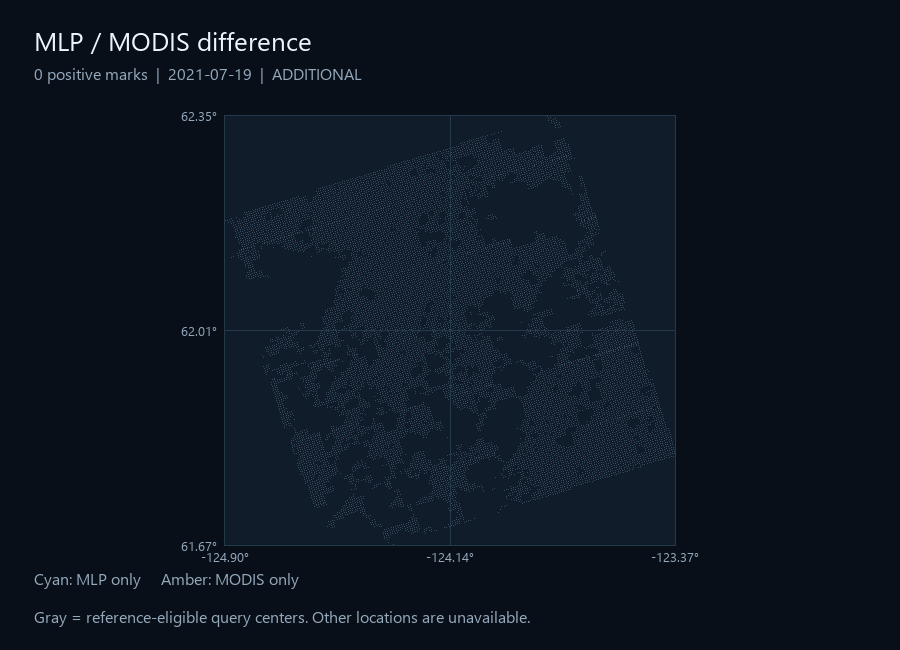 MLP / MODIS difference
0 positive marks | 2021-07-19 | ADDITIONAL
62.35°
62.01°
61.67°
-124.90° -124.14° -123.37°
Cyan: MLP only Amber: MODIS only
Gray = reference-eligible query centers. Other locations are unavailable.